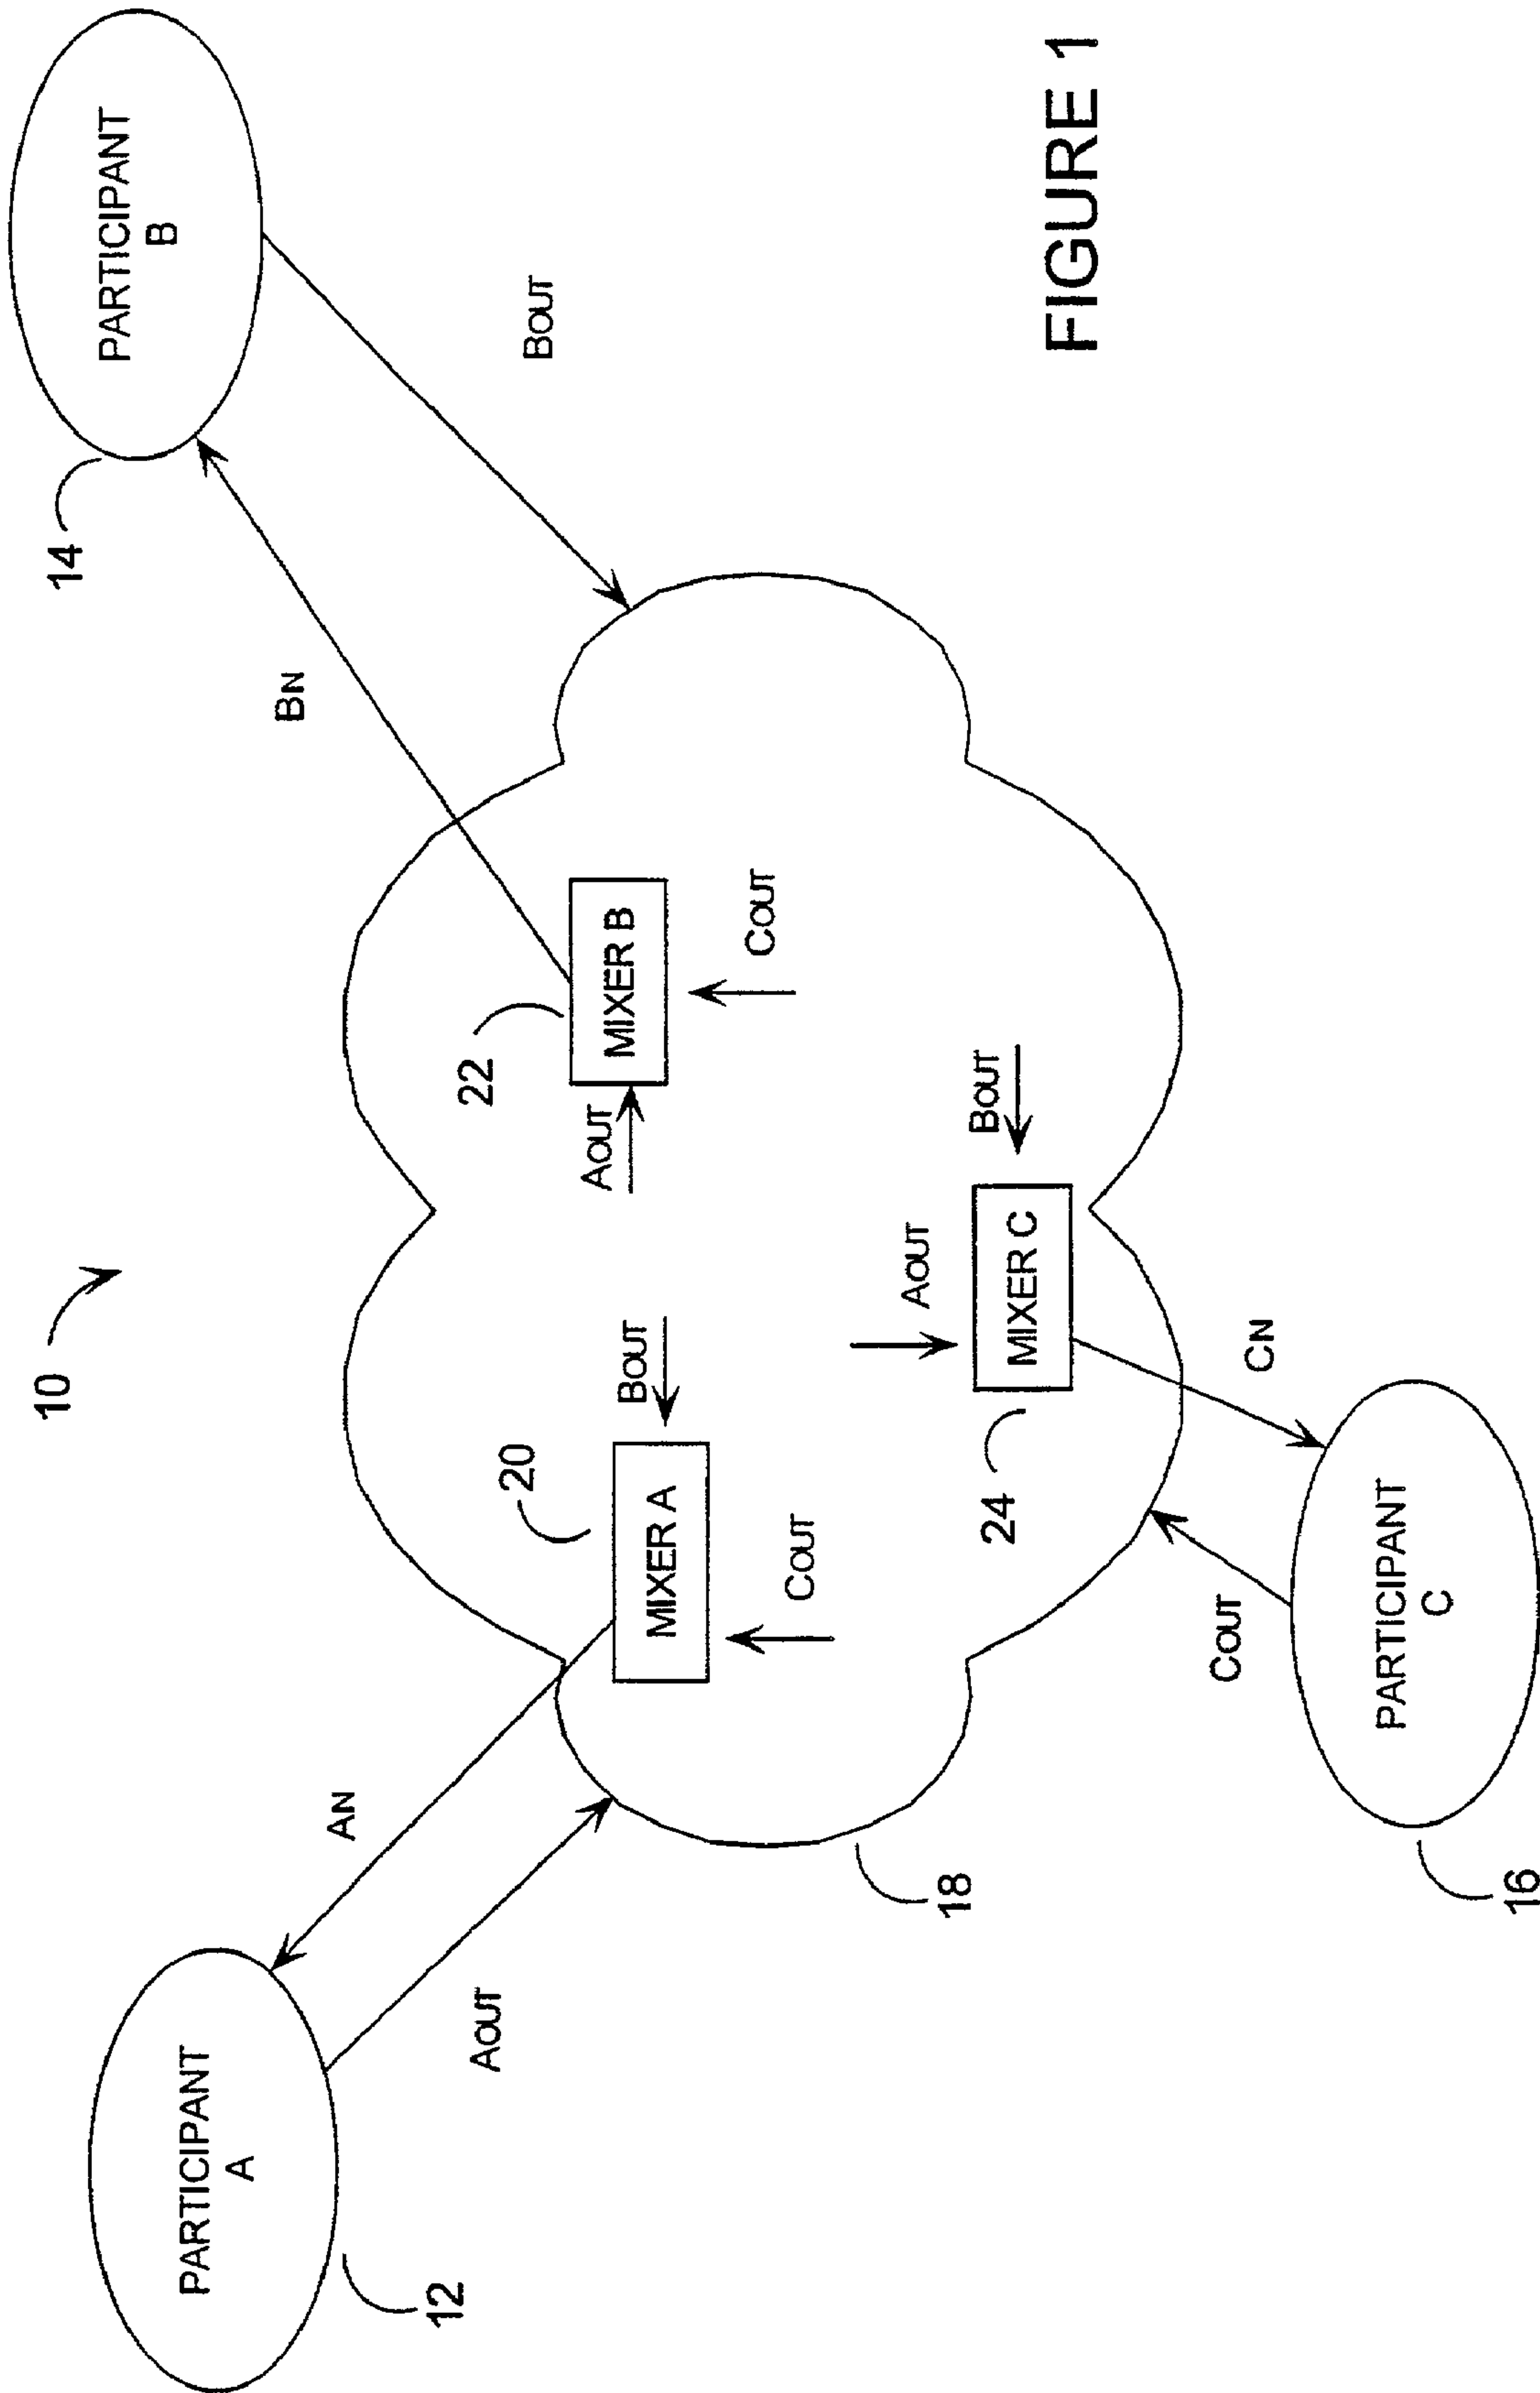 10
PARTICIPANT
B
14
BN
BOUT
PARTICIPANT
A
12
AN
AOUT
20
MIXER A
BOUT
COUT
22
MIXER B
AOUT
COUT
AOUT
BOUT
MIXER C
24
18
CN
COUT
PARTICIPANT
C
16
FIGURE 1